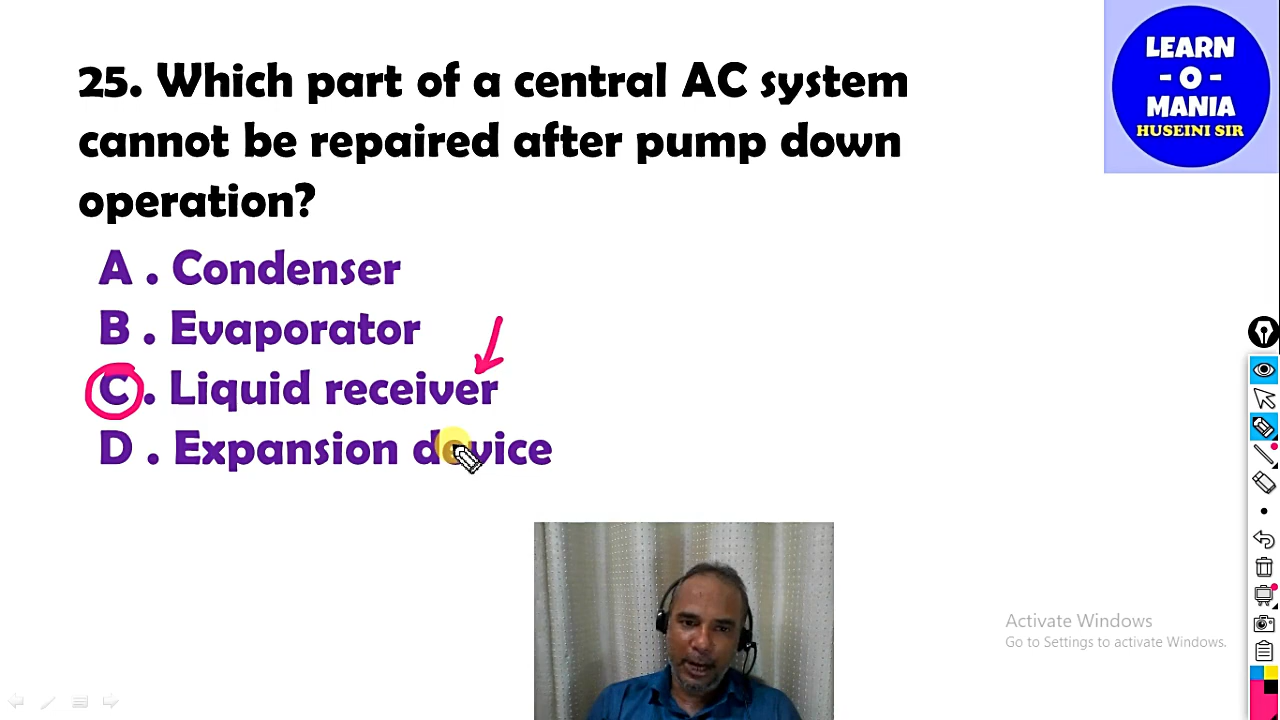 25. Which part of a central AC system
cannot be repaired after pump down
operation?
A . Condenser
B . Evaporator
C . Liquid receiver
D . Expansion device
LEARN
- O -
MANIA
HUSEINI SIR
Activate Windows
Go to Settings to activate Windows.